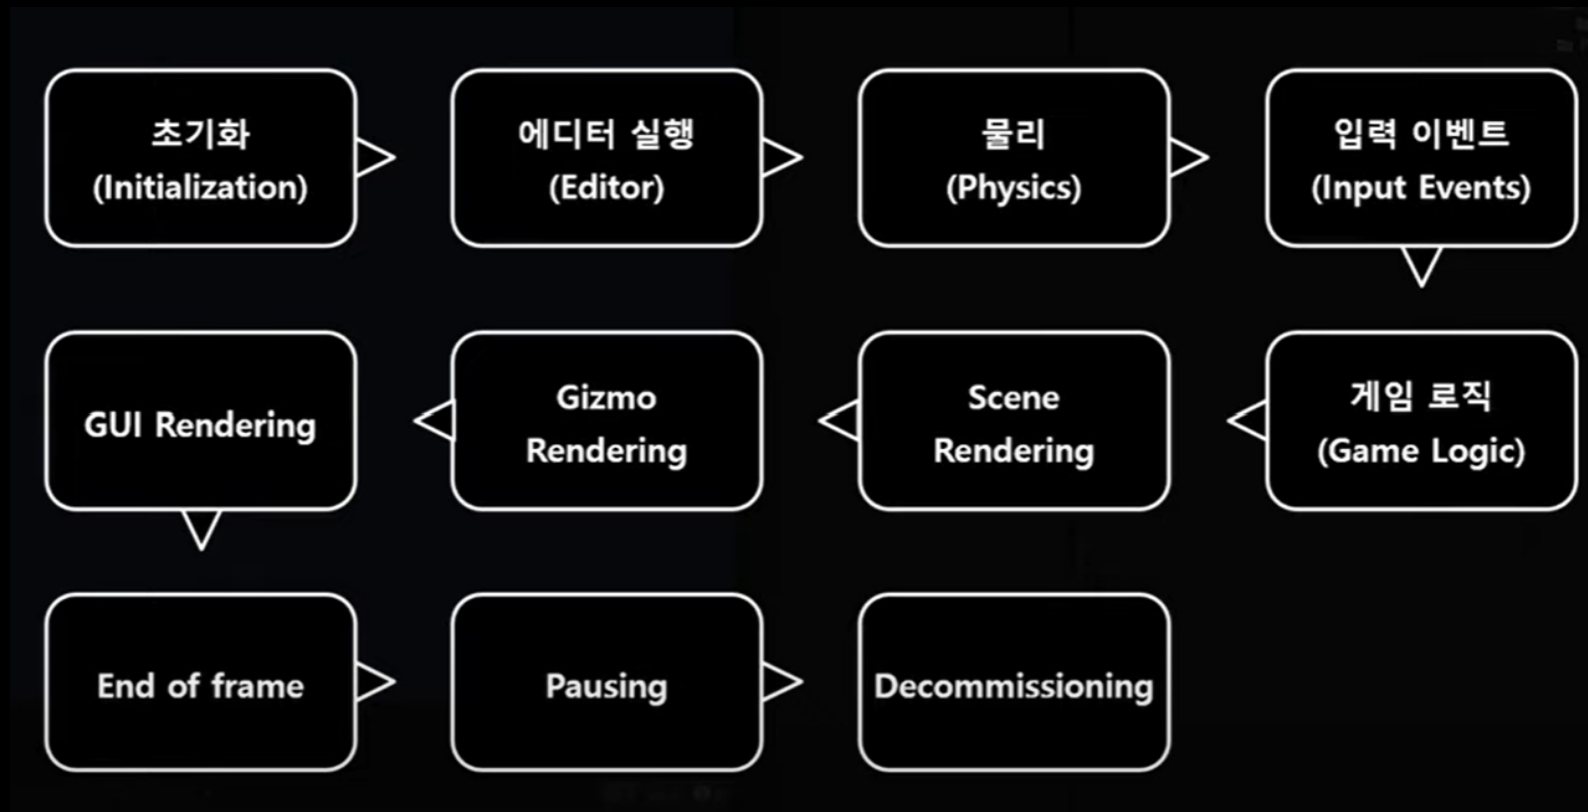 초기화
(Initialization)
에디터 실행
(Editor)
물리
(Physics)
입력 이벤트
(Input Events)
게임 로직
(Game Logic)
Scene
Rendering
Gizmo
Rendering
GUI Rendering
End of frame
Pausing
Decommissioning